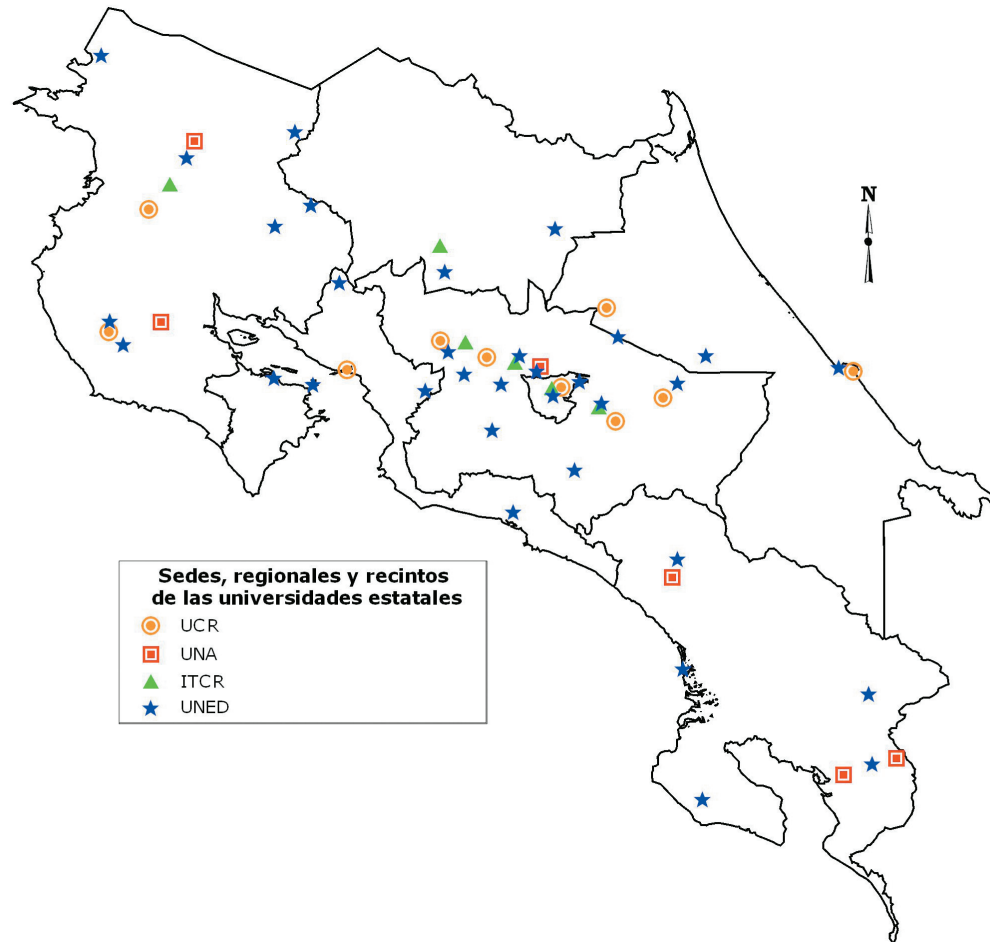 N
Sedes, regionales y recintos
de las universidades estatales
UCR
UNA
ITCR
UNED